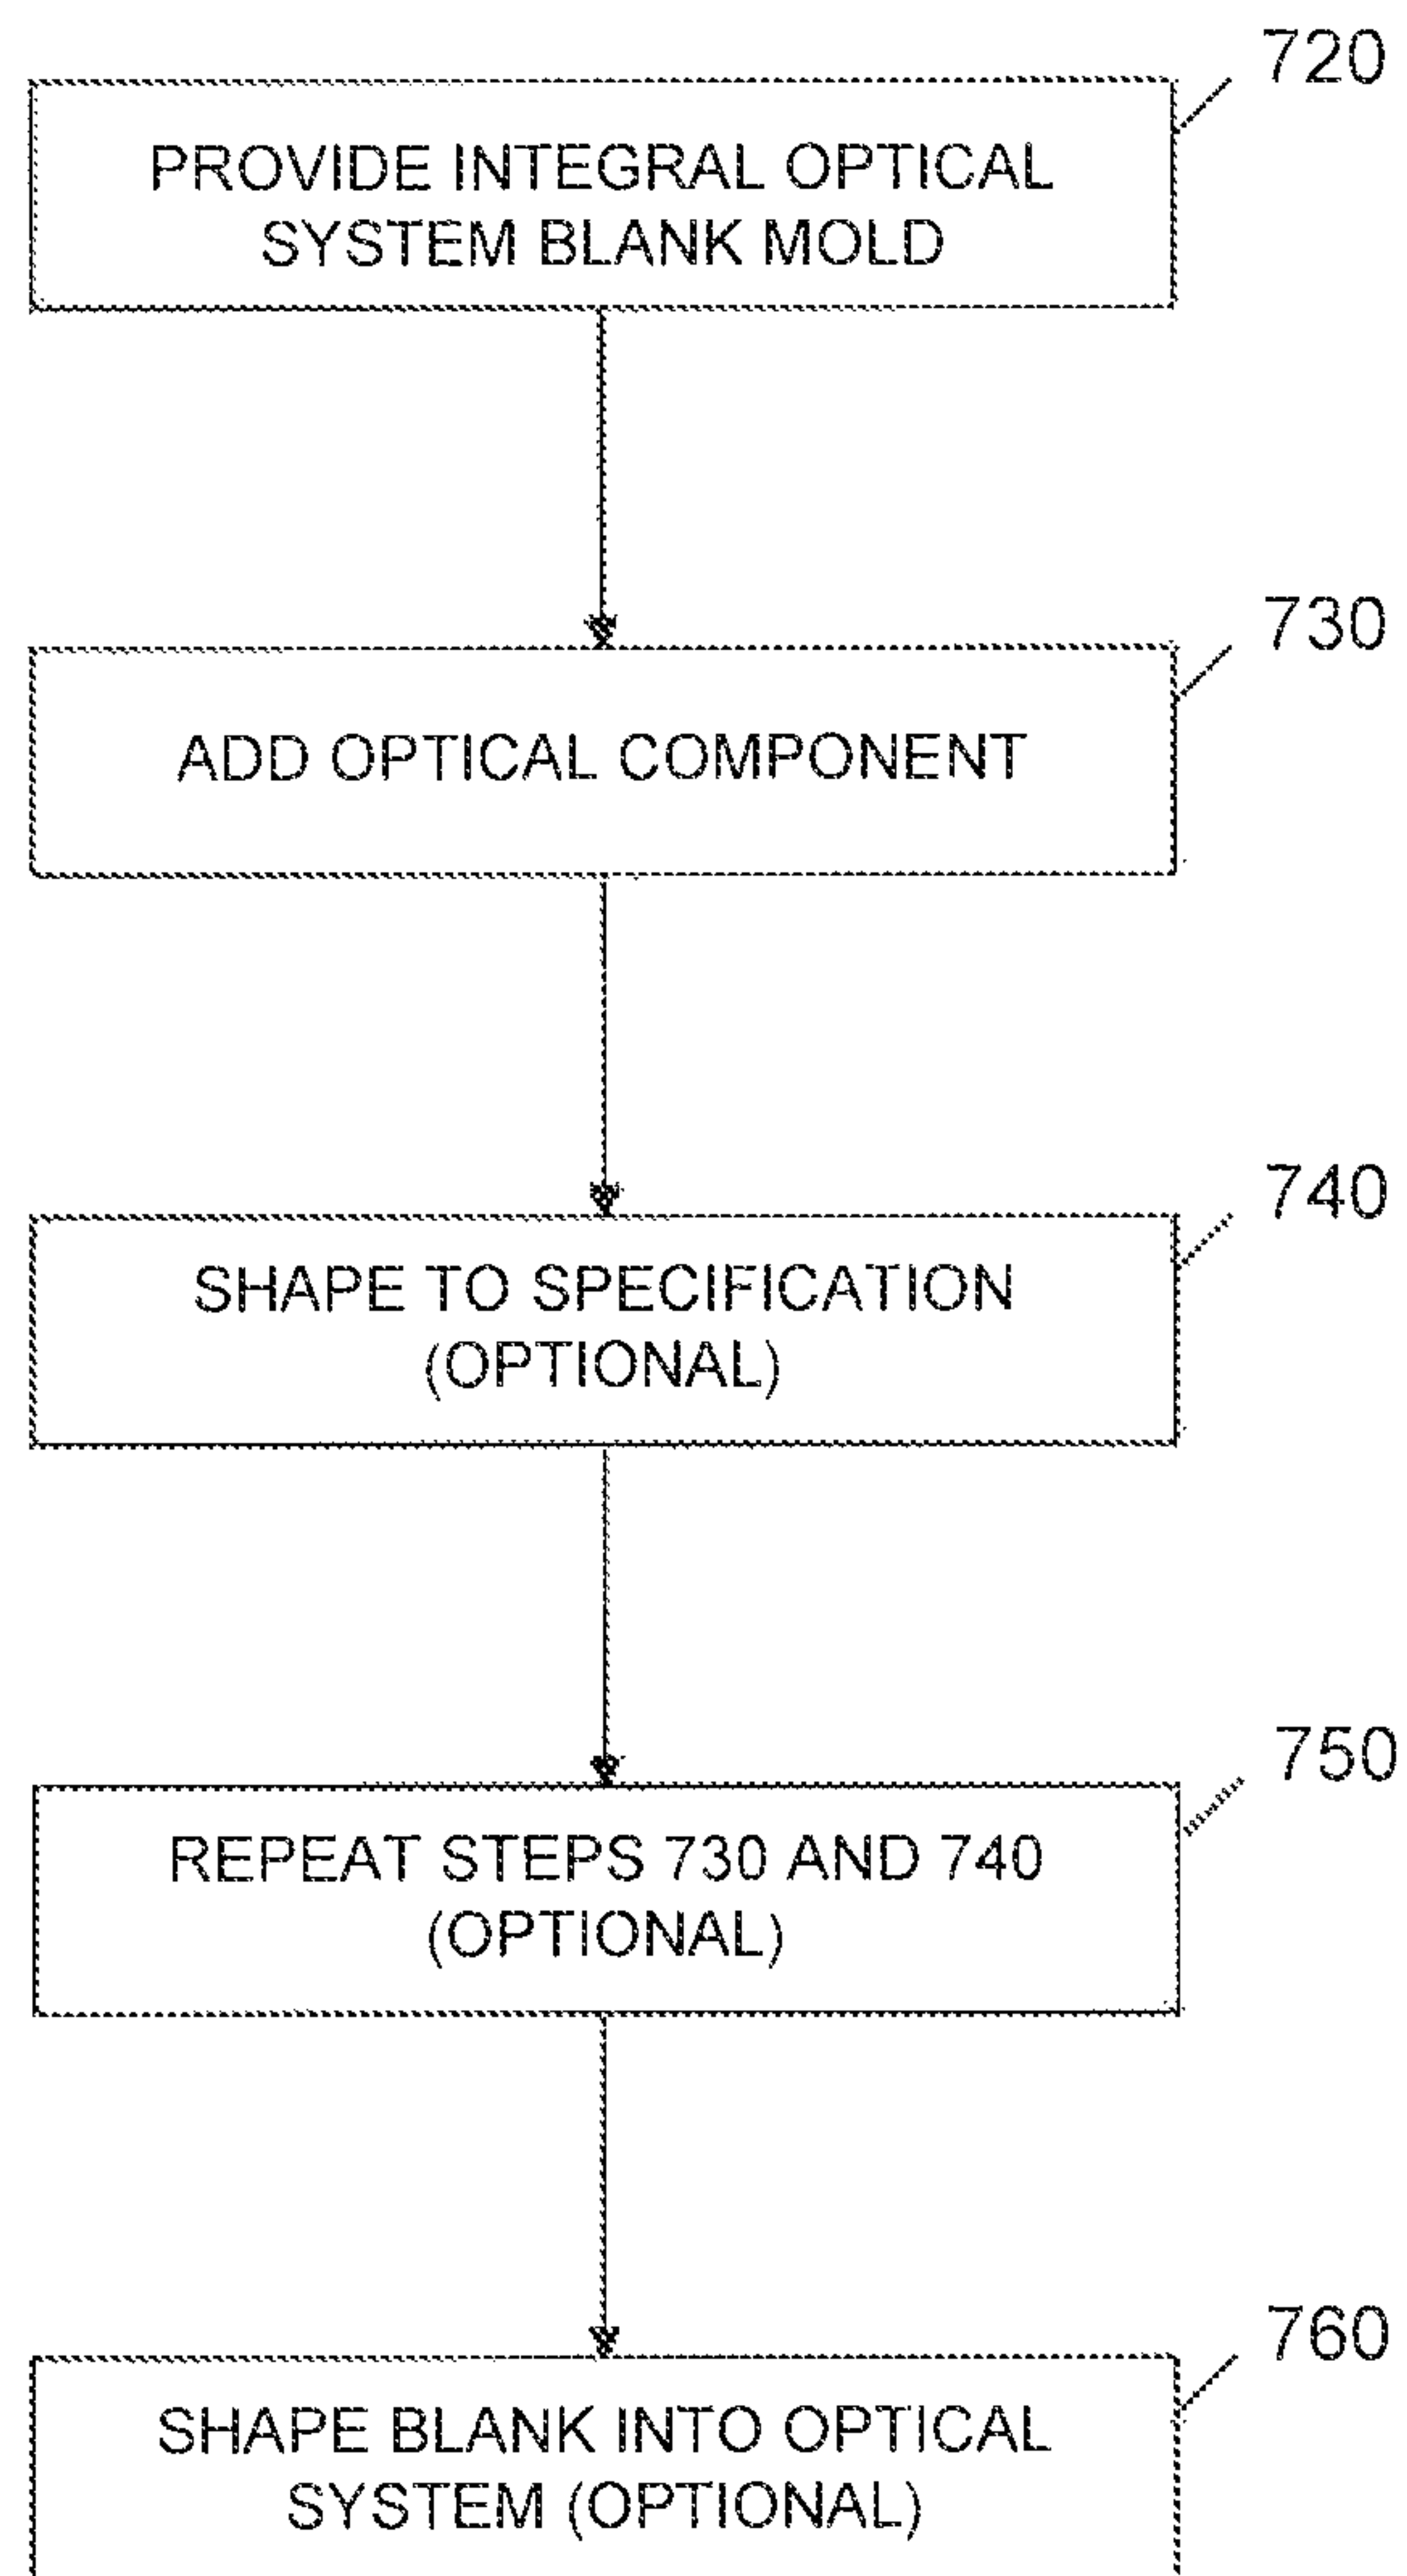 720
PROVIDE INTEGRAL OPTICAL
SYSTEM BLANK MOLD
730
ADD OPTICAL COMPONENT
740
SHAPE TO SPECIFICATION
(OPTIONAL)
750
REPEAT STEPS 730 AND 740
(OPTIONAL)
760
SHAPE BLANK INTO OPTICAL
SYSTEM (OPTIONAL)